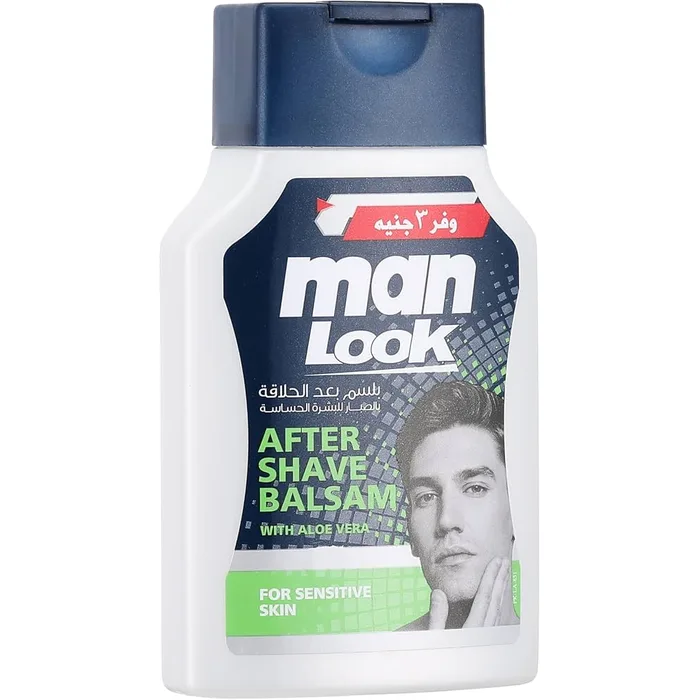 وفر ٣ جنيه
man
Look
بلسم بعد الحلاقة
بالصبار للبشرة الحساسة
AFTER
SHAVE
BALSAM
WITH ALOE VERA
FOR SENSITIVE
SKIN